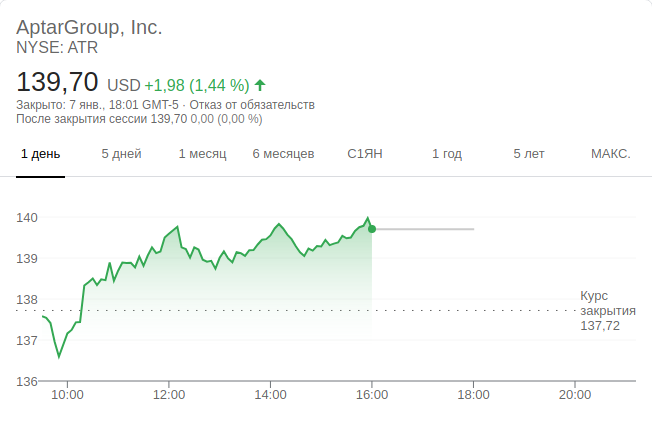 AptarGroup, Inc.
NYSE: ATR
139,70 USD +1,98 (1,44 %)
Закрыто: 7 янв., 18:01 GMT-5 · Отказ от обязательств
После закрытия сессии 139,70 0,00 (0,00 %)
1 день 5 дней 1 месяц 6 месяцев С1ЯН 1 год 5 лет МАКС.
140
139
138
137
136
Курс
закрытия
137,72
10:00 12:00 14:00 16:00 18:00 20:00